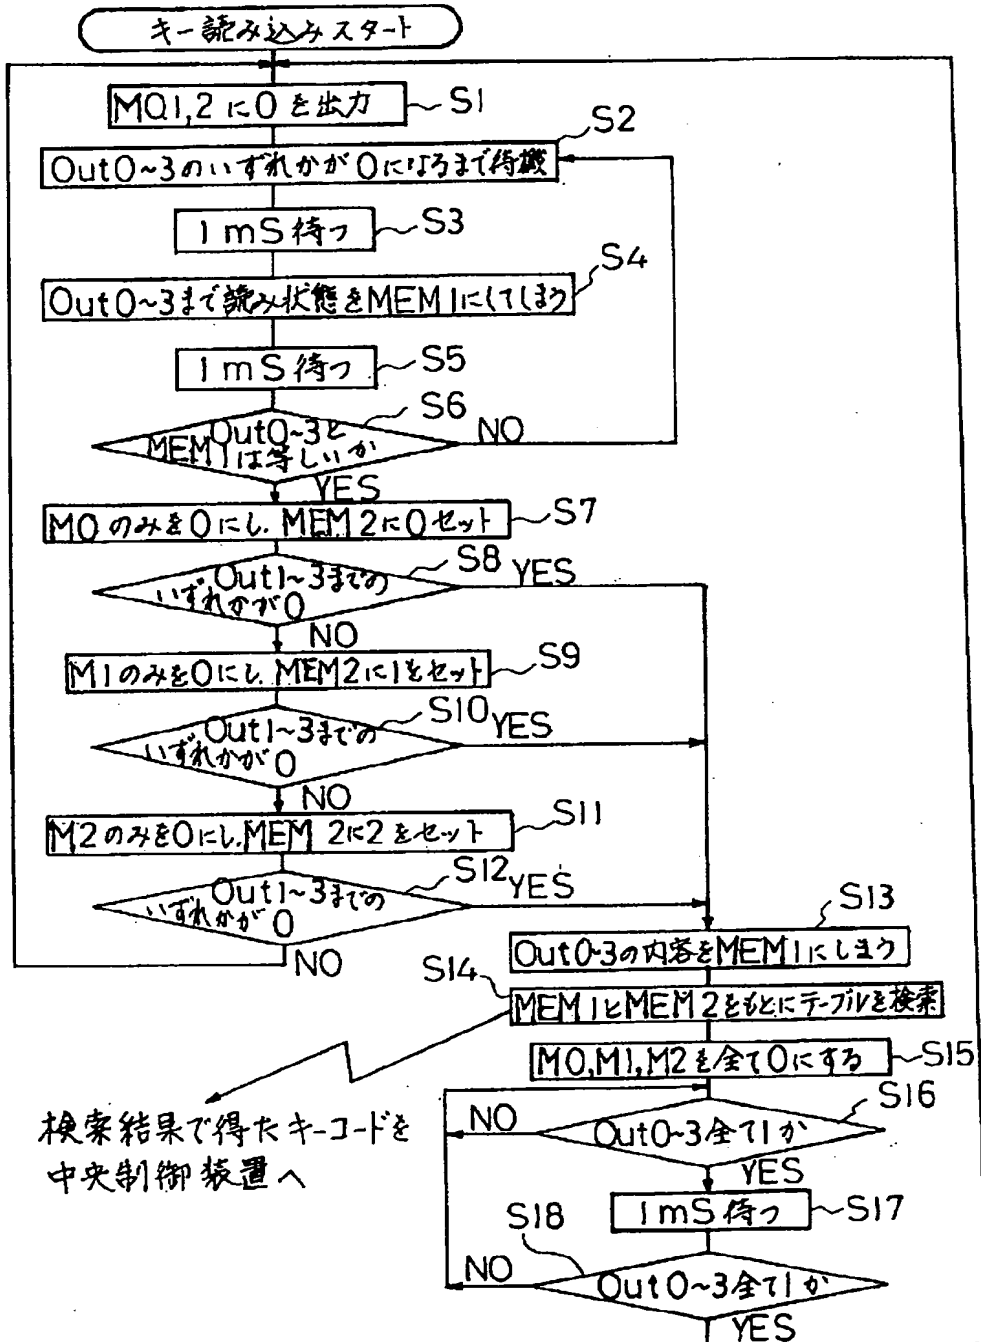 キー読み込みスタート
M0.1,2に0を出力
S1
S2
Out0~3のいずれかが0になるまで待機
1mS待つ
S3
S4
Out0~3まで読み状態をMEM1にしてしまう
1mS待つ
S5
S6
Out0~3と
MEM1は等しいか
NO
YES
M0のみを0にし.MEM2に0セット
S7
S8
Out1~3までの
いずれかが0
YES
NO
M1のみを0にし.MEM2に1をセット
S9
S10
Out1~3までの
いずれかが0
YES
NO
M2のみを0にし.MEM 2に2をセット
S11
S12
Out1~3までの
いずれかが0
YES
NO
S13
Out0~3の内容をMEM1にしまう
S14
MEM1とMEM2をもとにテーブルを検索
M0,M1,M2を全て0にする
S15
検索結果で得たキーコードを
中央制御装置へ
S16
Out0~3全て1か
NO
YES
1mS待つ
S17
S18
Out0~3全て1か
NO
YES